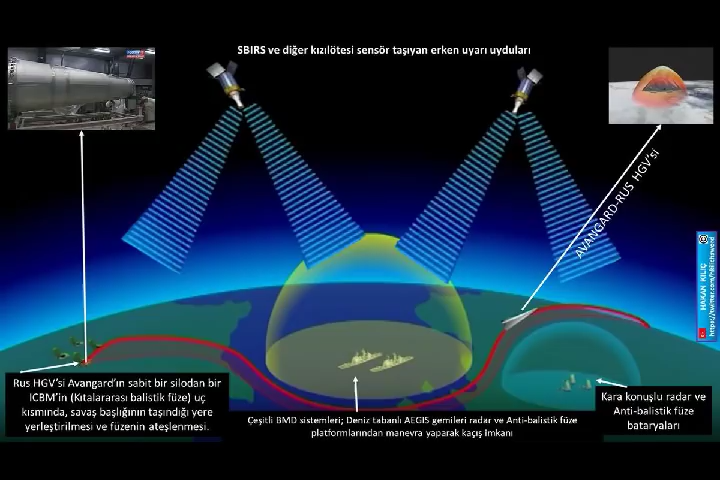 SBIRS ve diğer kızılötesi sensör taşıyan erken uyarı uyduları
AVANGARD-RUS HGV'si
HAKAN KILIÇ
Rus HGV'si Avangard'ın sabit bir silodan bir
ICBM'in (Kıtalararası balistik füze) uç
kısmında, savaş başlığının taşındığı yere
yerleştirilmesi ve füzenin ateşlenmesi.
Çeşitli BMD sistemleri; Deniz tabanlı AEGIS gemileri radar ve Anti-balistik füze
platformlarından manevra yaparak kaçış İmkanı
Kara konuşlu radar ve
Anti-balistik füze
bataryaları